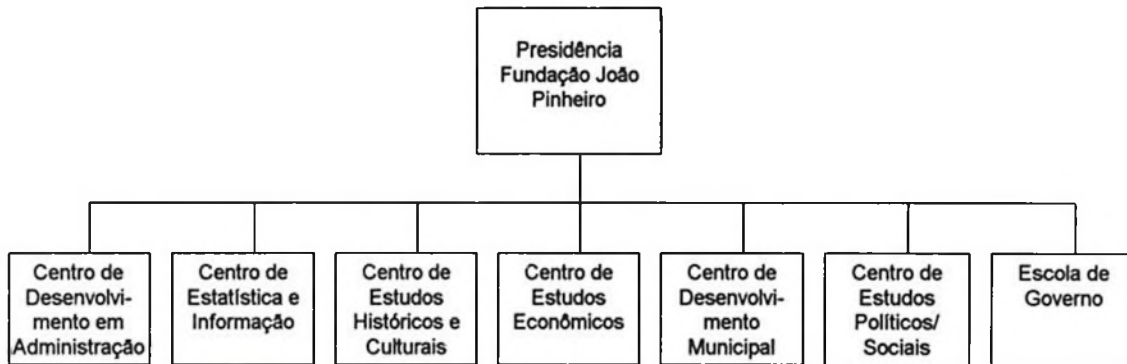 Presidência
Fundação João
Pinheiro
Centro de
Desenvolvi-
mento em
Administração
Centro de
Estatística e
Informação
Centro de
Estudos
Históricos e
Culturais
Centro de
Estudos
Econômicos
Centro de
Desenvolvi-
mento
Municipal
Centro de
Estudos
Políticos/
Sociais
Escola de
Governo